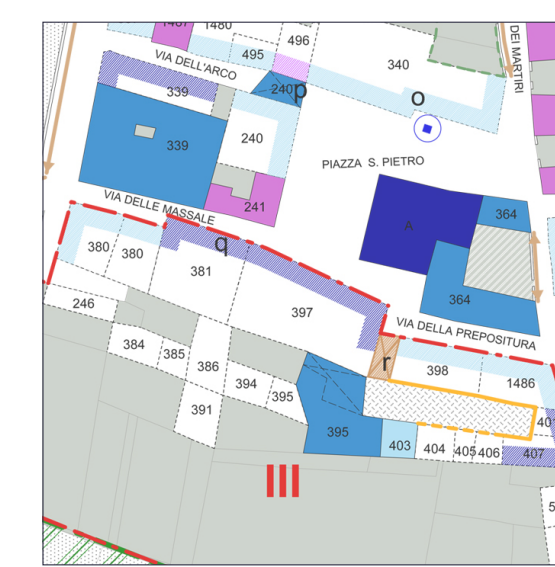 1480
496
495
DEI MARTIRI
VIA DELL'ARCO
340
339
240
p
o
339
240
PIAZZA S. PIETRO
VIA DELLE MASSALE
241
364
A
q
380
380
381
364
246
397
VIA DELLA PREPOSITURA
384
385
386
r
398
1486
394
395
391
395
403
404
405
406
407
III